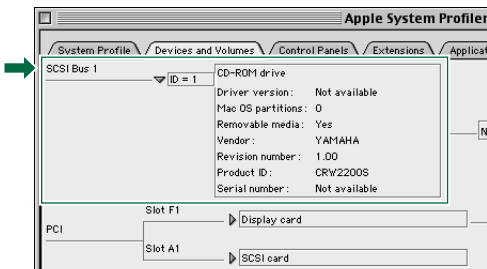 Apple System Profiler
System Profile Devices and Volumes Control Panels Extensions Applicat
SCSI Bus 1
ID = 1
CD-ROM drive
Driver version: Not available
Mac OS partitions: 0
Removable media: Yes
Vendor: YAMAHA
Revision number: 1.00
Product ID: CRW2200S
Serial number: Not available
N
PCI
Slot F1
Display card
Slot A1
SCSI card